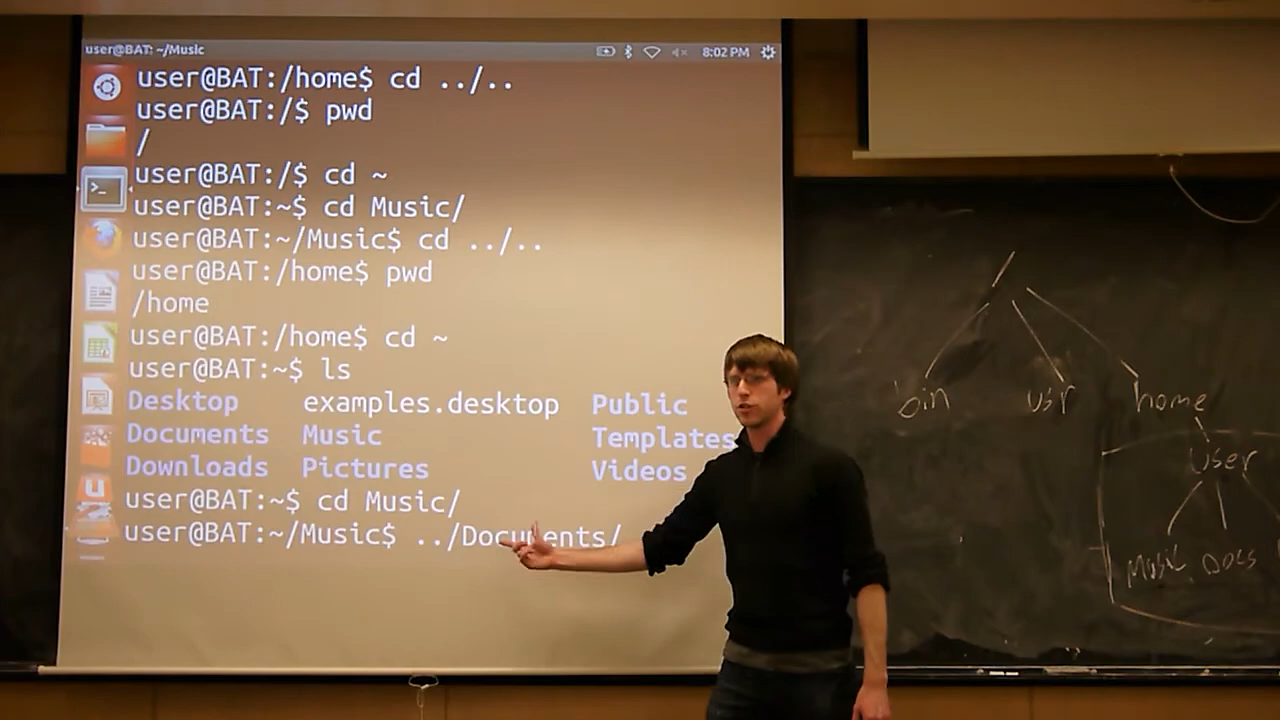 user@BAT: ~/Music
8:02 PM
user@BAT:/home$ cd ../..
user@BAT:/$ pwd
/
user@BAT:/$ cd ~
user@BAT:~$ cd Music/
user@BAT:~/Music$ cd ../..
user@BAT:/home$ pwd
/home
user@BAT:/home$ cd ~
user@BAT:~$ ls
Desktop examples.desktop Public
Documents Music Templates
Downloads Pictures Videos
user@BAT:~$ cd Music/
user@BAT:~/Music$ ../Documents/
/
bin usr home
user
Music Docs